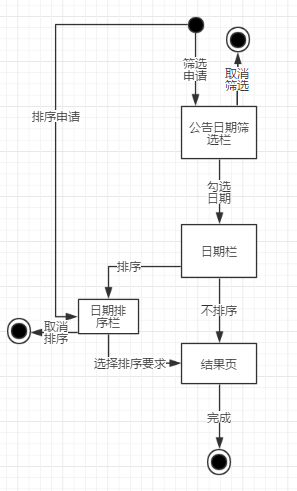 筛选
申请
取消
筛选
排序申请
公告日期筛
选栏
勾选
日期
日期栏
排序
日期排
序栏
不排序
取消
排序
选择排序要求
结果页
完成